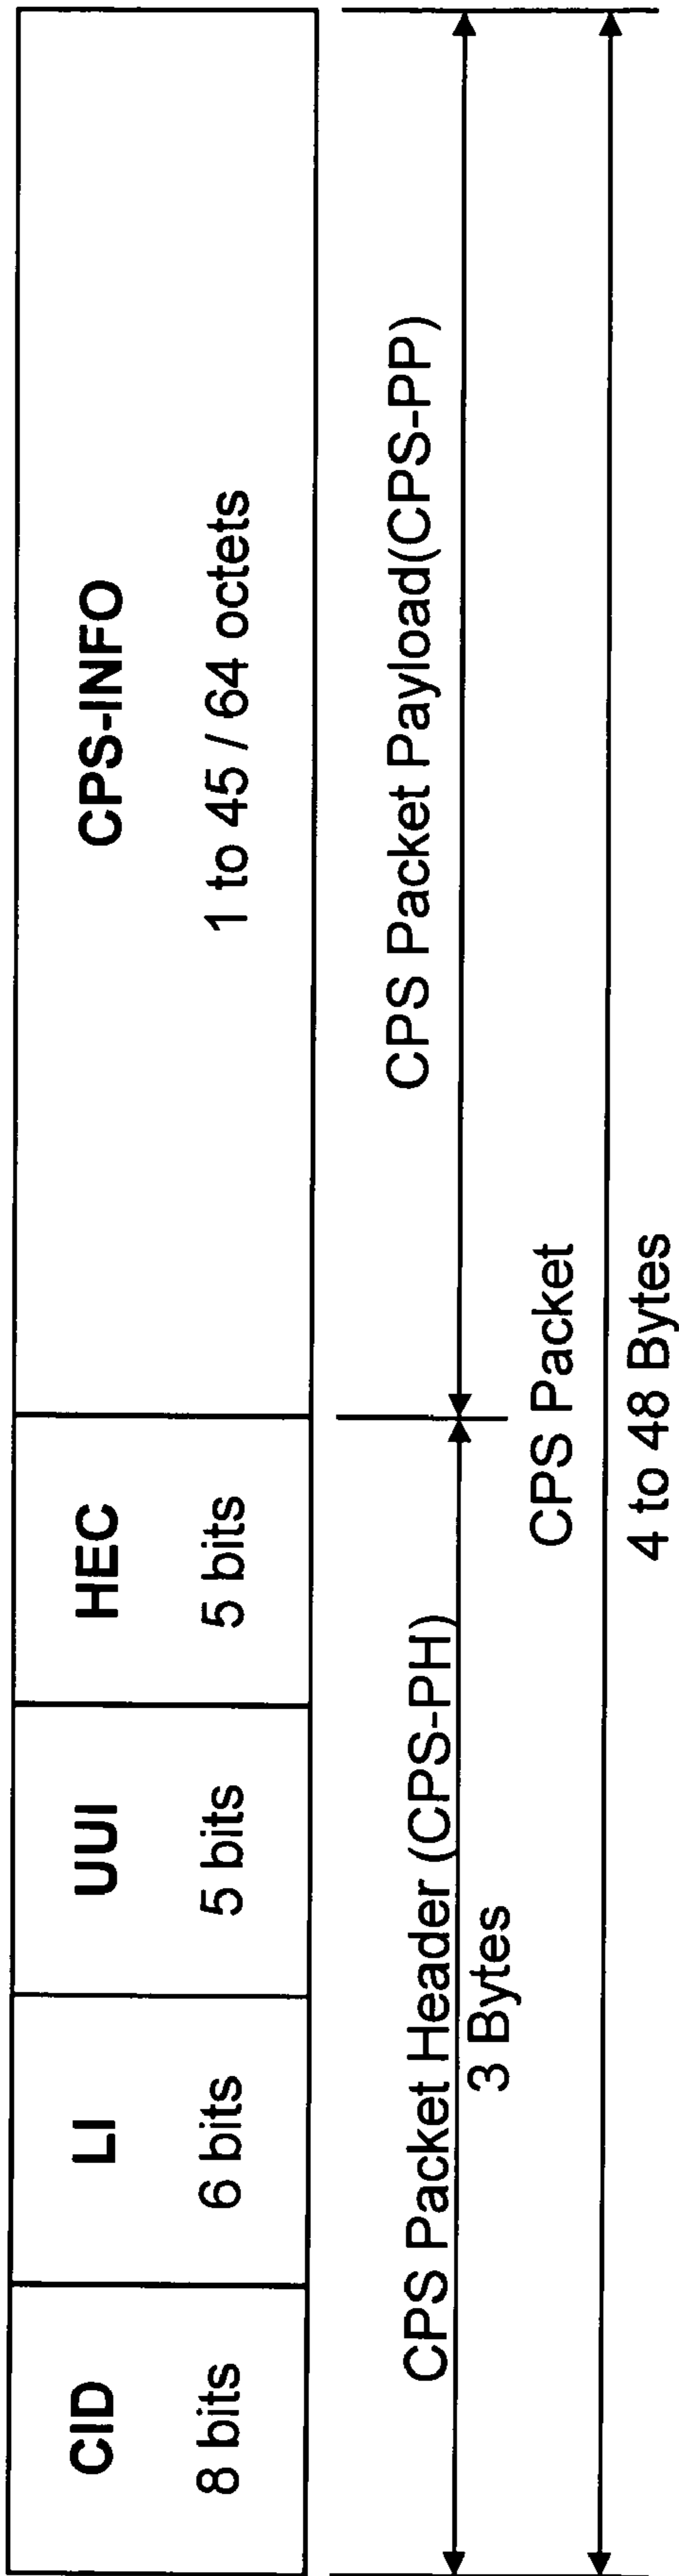 CID
8 bits
LI
6 bits
UUI
5 bits
HEC
5 bits
CPS-INFO
1 to 45 / 64 octets
CPS Packet Header (CPS-PH)
3 Bytes
CPS Packet Payload(CPS-PP)
CPS Packet
4 to 48 Bytes